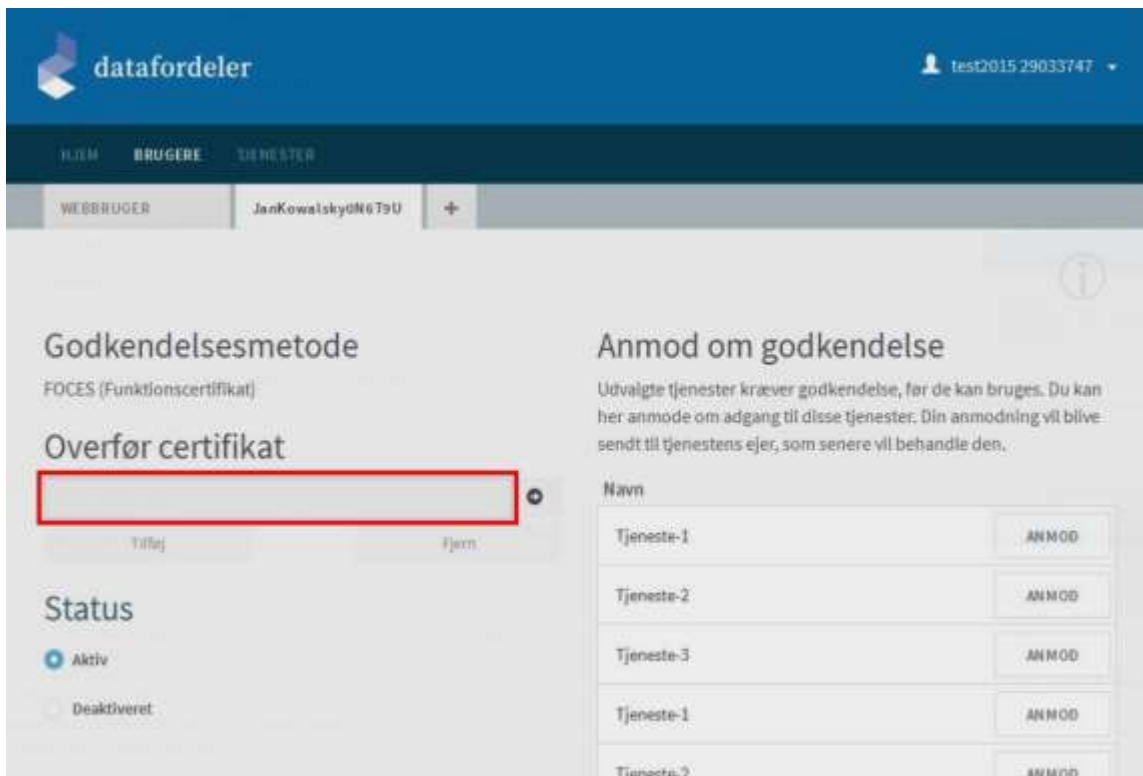 datafordeler
test2015 29033747
HJEM BRUGERE TJENESTER
WEBBRUGER JanKowalsky0N6T9U +
Godkendelsesmetode
FOCES (Funktionscertifikat)
Overfør certifikat
Tilføj Fjern
Status
Aktiv
Deaktiveret
Anmod om godkendelse
Udvalgte tjenester kræver godkendelse, før de kan bruges. Du kan
her anmode om adgang til disse tjenester. Din anmodning vil blive
sendt til tjenestens ejer, som senere vil behandle den.
Navn
Tjeneste-1 ANMOD
Tjeneste-2 ANMOD
Tjeneste-3 ANMOD
Tjeneste-1 ANMOD
Tjeneste-2 ANMOD